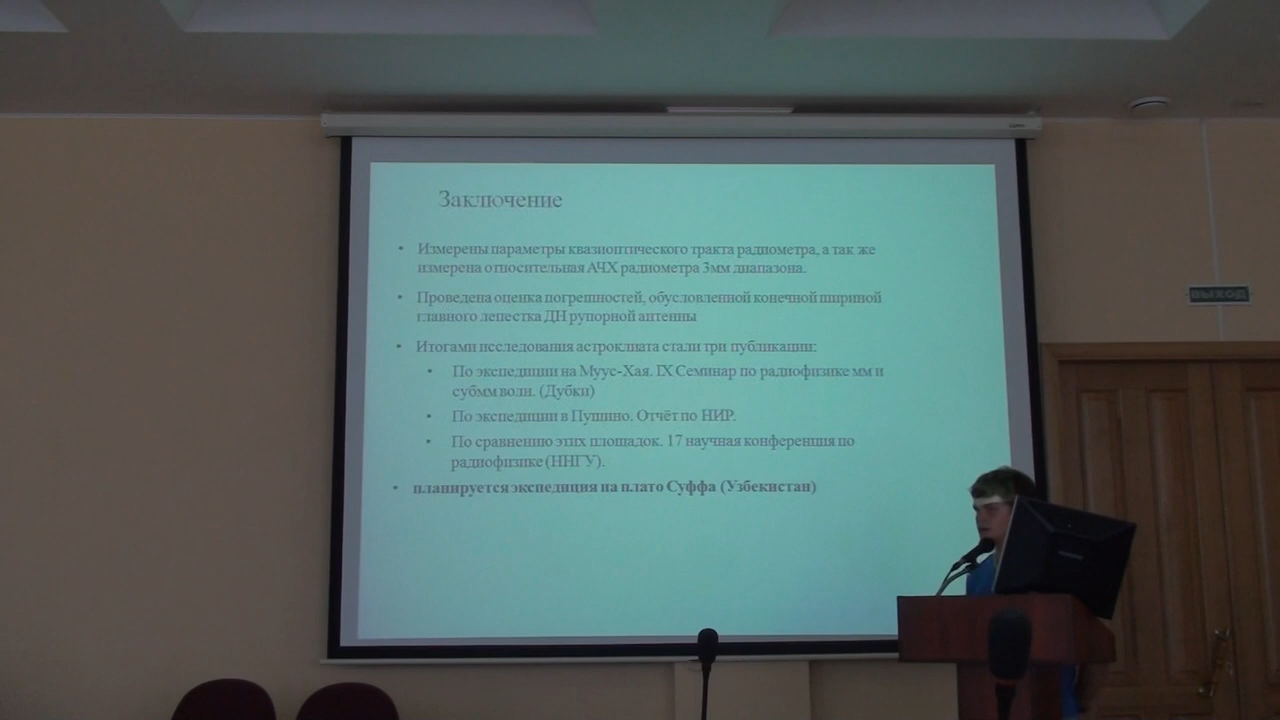 Заключение
• Измерены параметры квазиоптического тракта радиометра, а так же
измерена относительная АЧХ радиометра 3мм диапазона.
• Проведена оценка погрешностей, обусловленной конечной шириной
главного лепестка ДН рупорной антенны
• Итогами исследования астроклиата стали три публикации:
• По экспедиции на Муус-Хая. IX Семинар по радиофизике мм и
субмм волн. (Дубки)
• По экспедиции в Пушино. Отчёт по НИР.
• По сравнению этих площадок. 17 научная конференция по
радиофизике (ННГУ).
• планируется экспедиция на плато Суффа (Узбекистан)
ВЫХОД